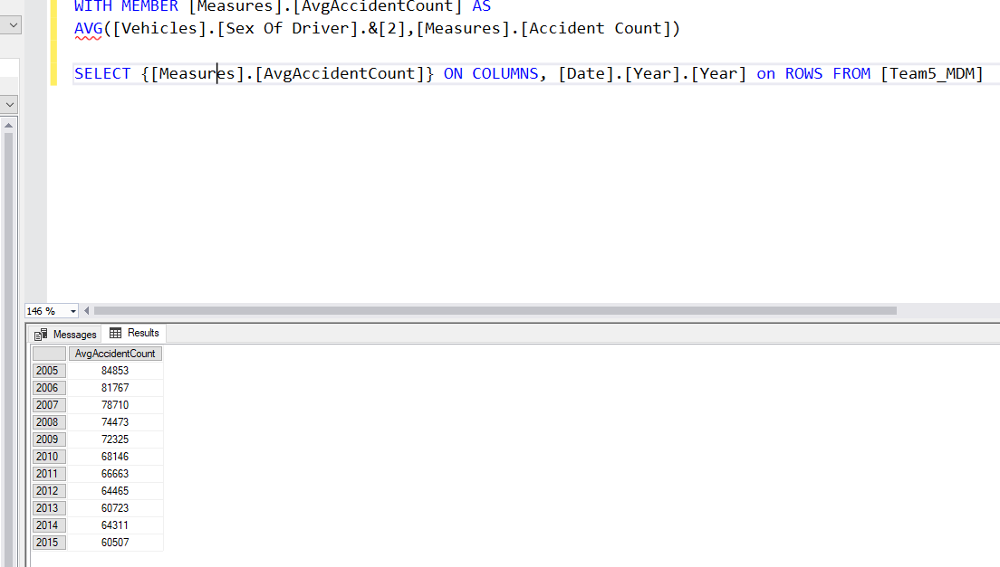 WITH MEMBER [Measures].[AvgAccidentCount] AS
AVG([Vehicles].[Sex Of Driver].&[2],[Measures].[Accident Count])
SELECT {[Measures].[AvgAccidentCount]} ON COLUMNS, [Date].[Year].[Year] on ROWS FROM [Team5_MDM]
146 %
Messages Results
AvgAccidentCount
2005 84853
2006 81767
2007 78710
2008 74473
2009 72325
2010 68146
2011 66663
2012 64465
2013 60723
2014 64311
2015 60507